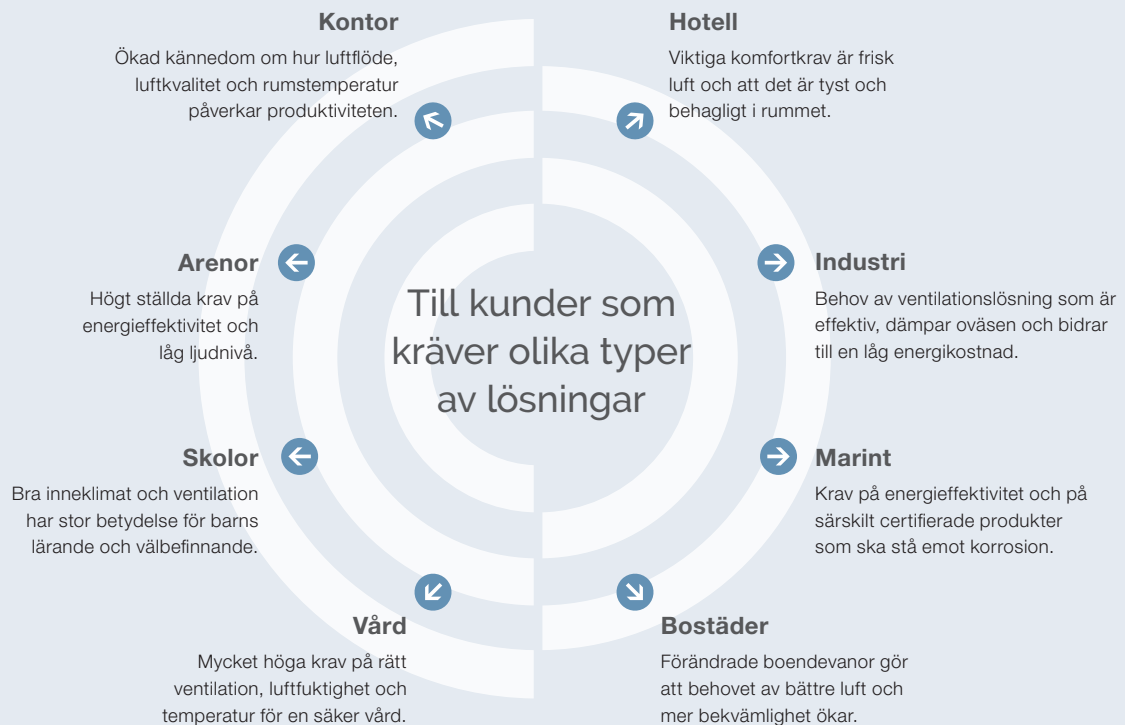 Kontor
Ökad kännedom om hur luftflöde,
luftkvalitet och rumstemperatur
påverkar produktiviteten.
Hotell
Viktiga komfortkrav är frisk
luft och att det är tyst och
behagligt i rummet.
Arenor
Högt ställda krav på
energieffektivitet och
låg ljudnivå.
Till kunder som
kräver olika typer
av lösningar
Industri
Behov av ventilationslösning som är
effektiv, dämpar oväsen och bidrar
till en låg energikostnad.
Skolor
Bra inneklimat och ventilation
har stor betydelse för barns
lärande och välbefinnande.
Marint
Krav på energieffektivitet och på
särskilt certifierade produkter
som ska stå emot korrosion.
Vård
Mycket höga krav på rätt
ventilation, luftfuktighet och
temperatur för en säker vård.
Bostäder
Förändrade boendevanor gör
att behovet av bättre luft och
mer bekvämlighet ökar.